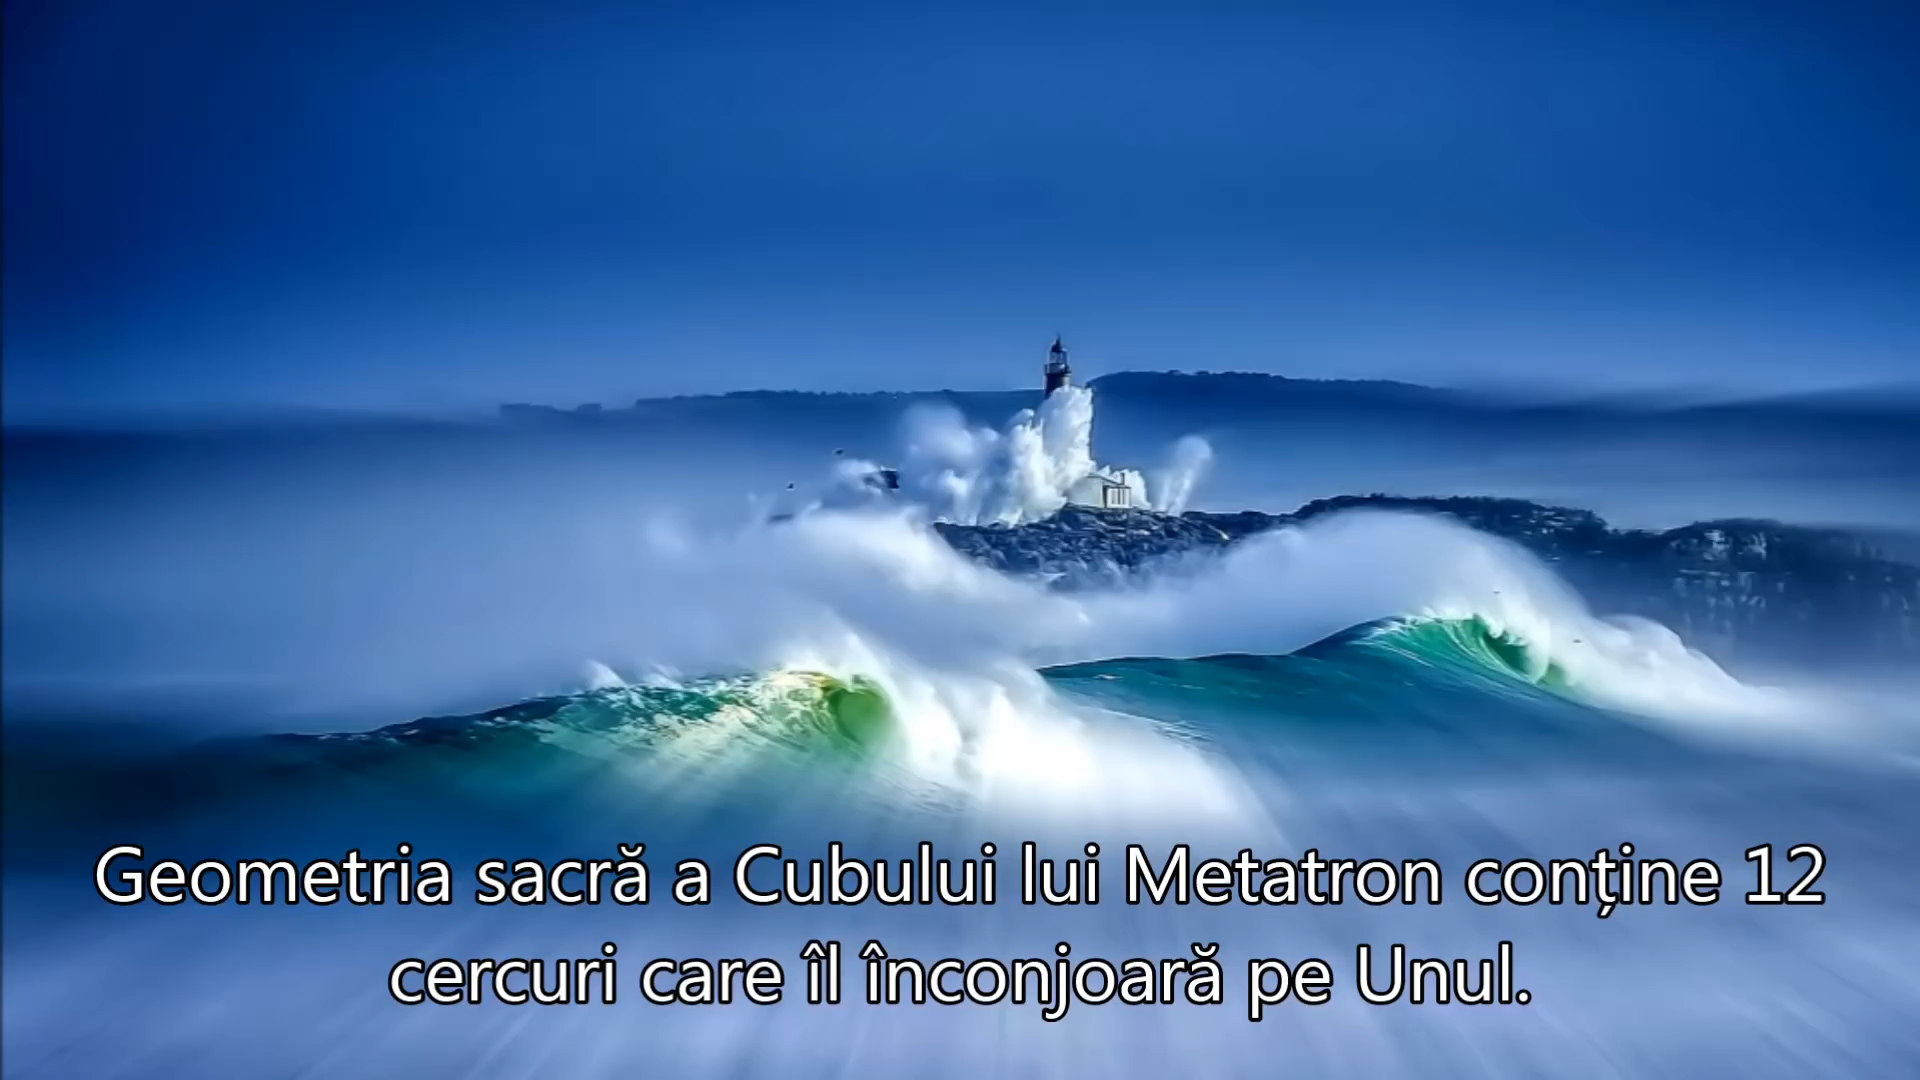 Geometria sacră a Cubului lui Metatron conține 12
cercuri care îl înconjoară pe Unul.